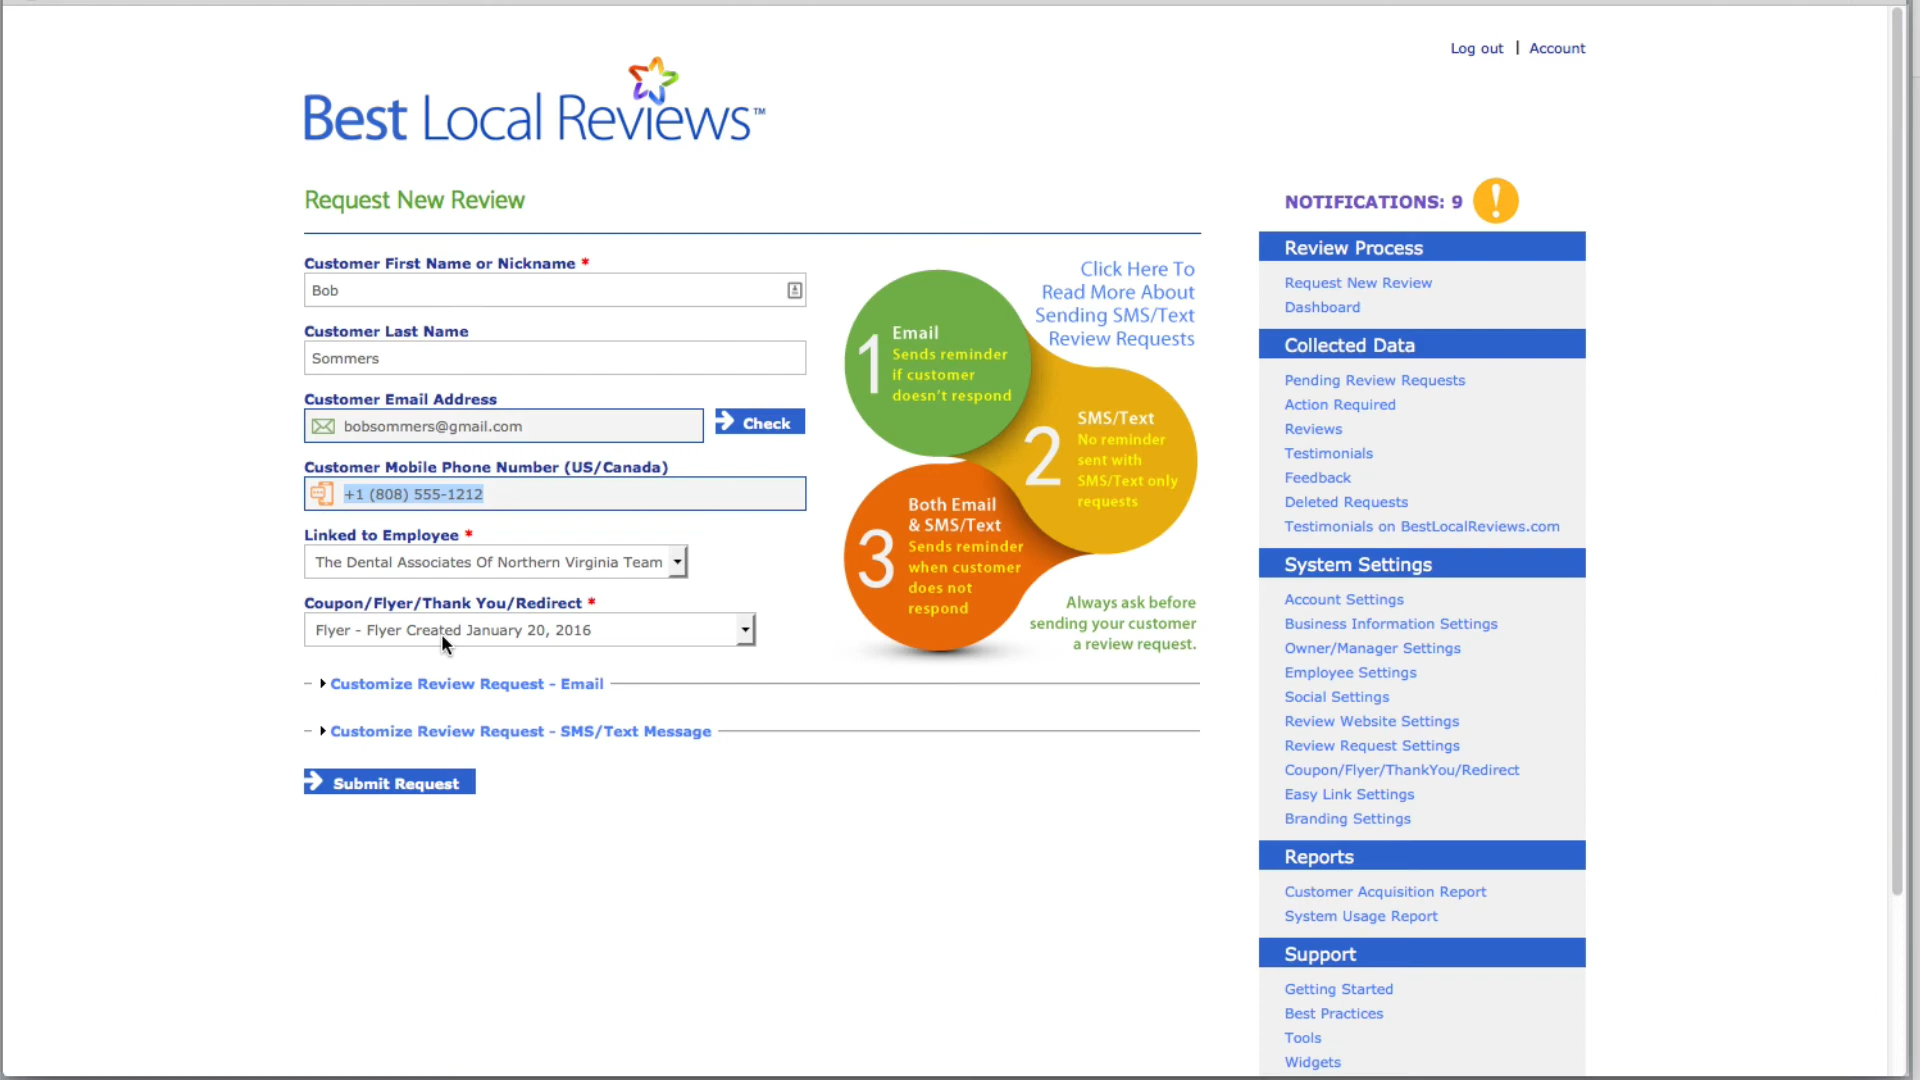 Log out | Account
Best Local Reviews™
Request New Review
NOTIFICATIONS: 9
Customer First Name or Nickname *
Bob
Customer Last Name
Sommers
Customer Email Address
bobsommers@gmail.com
Check
Customer Mobile Phone Number (US/Canada)
+1 (808) 555-1212
Linked to Employee *
The Dental Associates Of Northern Virginia Team
Coupon/Flyer/Thank You/Redirect *
Flyer - Flyer Created January 20, 2016
Customize Review Request - Email
Customize Review Request - SMS/Text Message
Submit Request
Click Here To
Read More About
Sending SMS/Text
Review Requests
1
Email
Sends reminder
if customer
doesn't respond
2
SMS/Text
No reminder
sent with
SMS/Text only
requests
3
Both Email
& SMS/Text
Sends reminder
when customer
does not
respond
Always ask before
sending your customer
a review request.
Review Process
Request New Review
Dashboard
Collected Data
Pending Review Requests
Action Required
Reviews
Testimonials
Feedback
Deleted Requests
Testimonials on BestLocalReviews.com
System Settings
Account Settings
Business Information Settings
Owner/Manager Settings
Employee Settings
Social Settings
Review Website Settings
Review Request Settings
Coupon/Flyer/ThankYou/Redirect
Easy Link Settings
Branding Settings
Reports
Customer Acquisition Report
System Usage Report
Support
Getting Started
Best Practices
Tools
Widgets